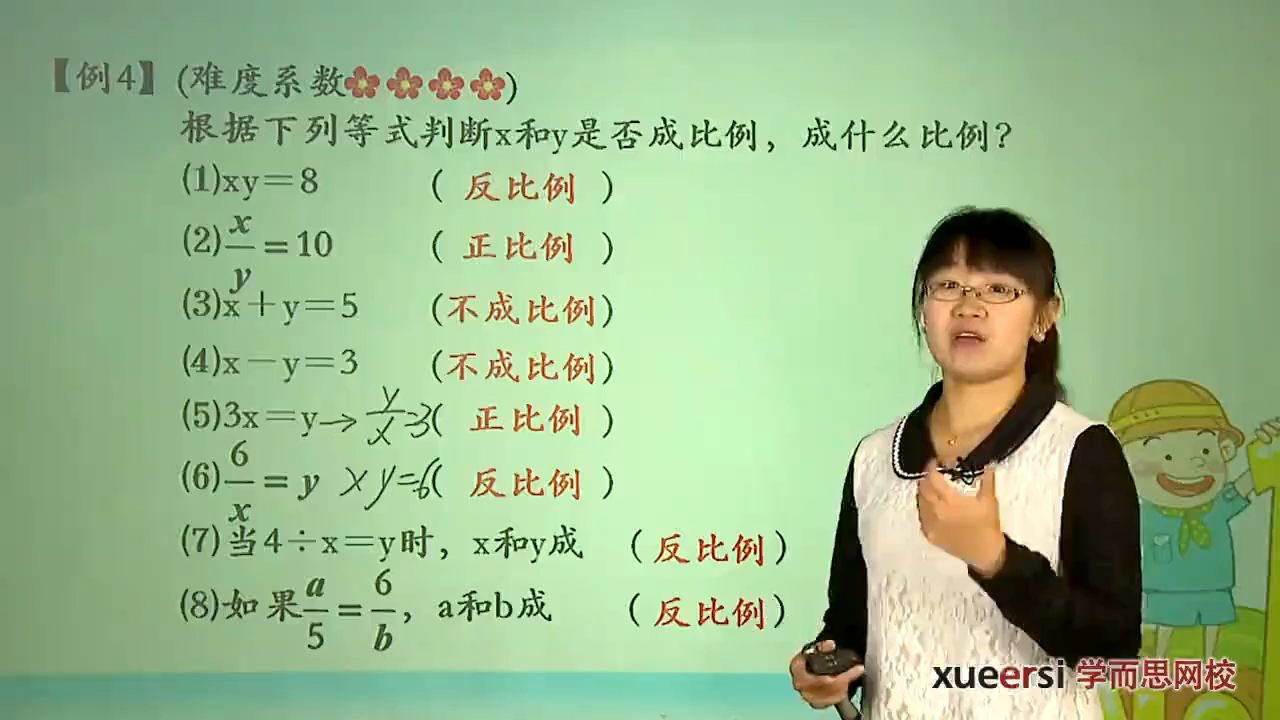 【例4】(难度系数)
根据下列等式判断x和y是否成比例，成什么比例？
(1)xy＝8 ( 反比例 )
(2)x/y＝10 ( 正比例 )
(3)x＋y＝5 (不成比例)
(4)x－y＝3 (不成比例)
(5)3x＝y→y/x=3( 正比例 )
(6)6/x＝y xy=6( 反比例 )
(7)当4÷x＝y时，x和y成 ( 反比例 )
(8)如果a/5＝6/b，a和b成 ( 反比例 )
xueersi 学而思网校